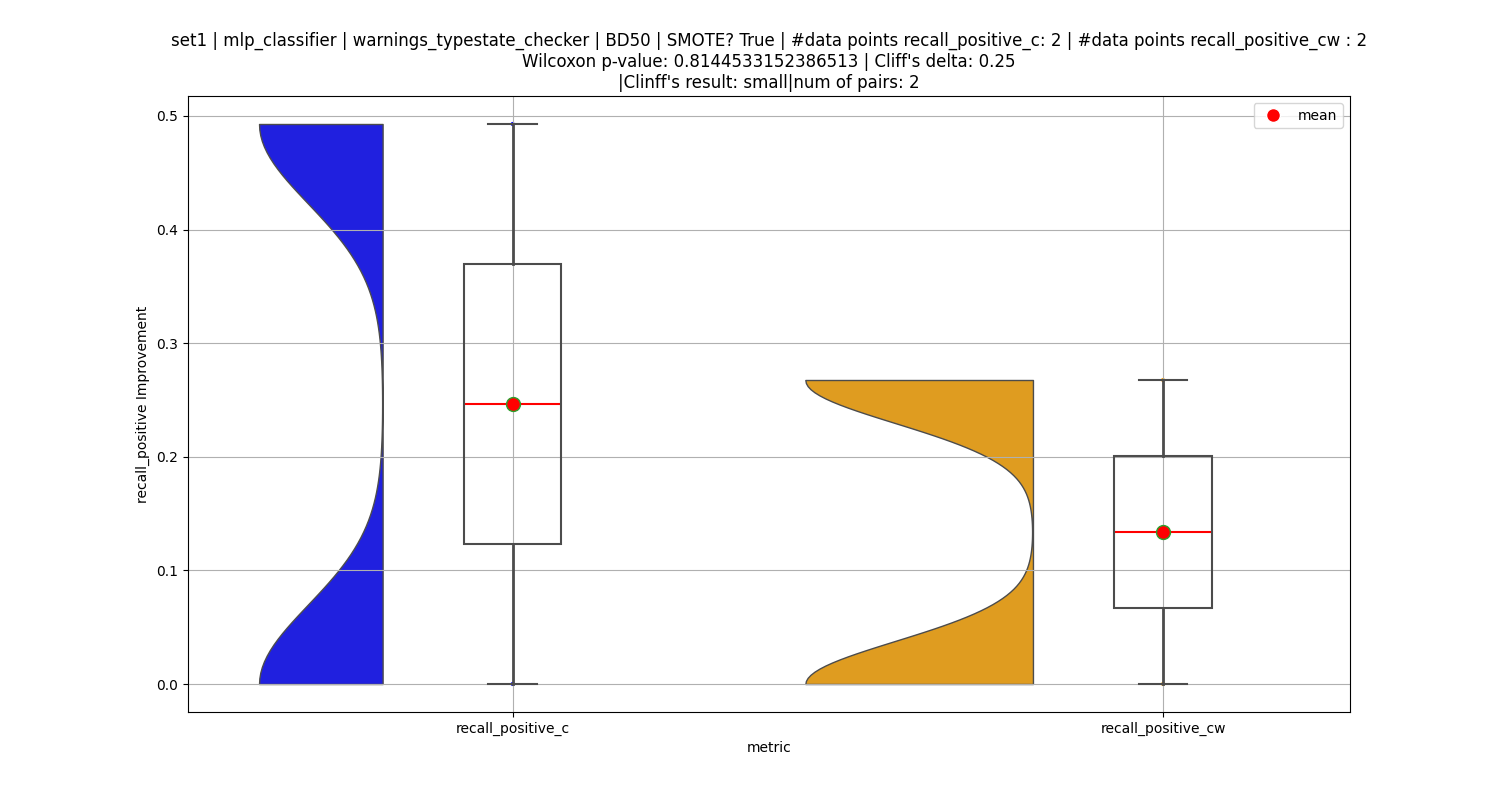 set1 | mlp_classifier | warnings_typestate_checker | BD50 | SMOTE? True | #data points recall_positive_c: 2 | #data points recall_positive_cw : 2
Wilcoxon p-value: 0.8144533152386513 | Cliff's delta: 0.25
|Clinff's result: small|num of pairs: 2
mean
0.5
0.4
0.3
0.2
0.1
0.0
recall_positive Improvement
recall_positive_c
recall_positive_cw
metric